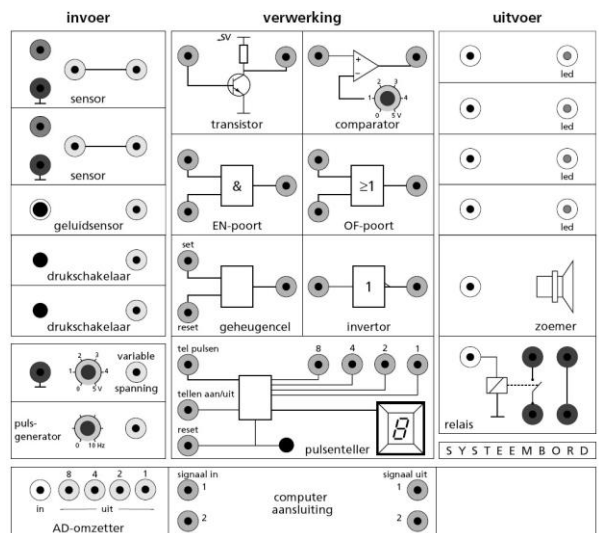 invoer
verwerking
uitvoer
sensor
sensor
geluidsensor
drukschakelaar
drukschakelaar
2 3
1 4
0 5 V
variable
spanning
puls-
generator
0 10 Hz
8 4 2 1
in uit
AD-omzetter
5V
transistor
+
−
2 3
1 4
0 5 V
comparator
&
EN-poort
≥1
OF-poort
set
reset
geheugencel
1
invertor
tel pulsen
8 4 2 1
tellen aan/uit
reset
8
pulsenteller
signaal in
1
2
computer
aansluiting
signaal uit
1
2
led
led
led
led
zoemer
relais
SYSTEEMBORD